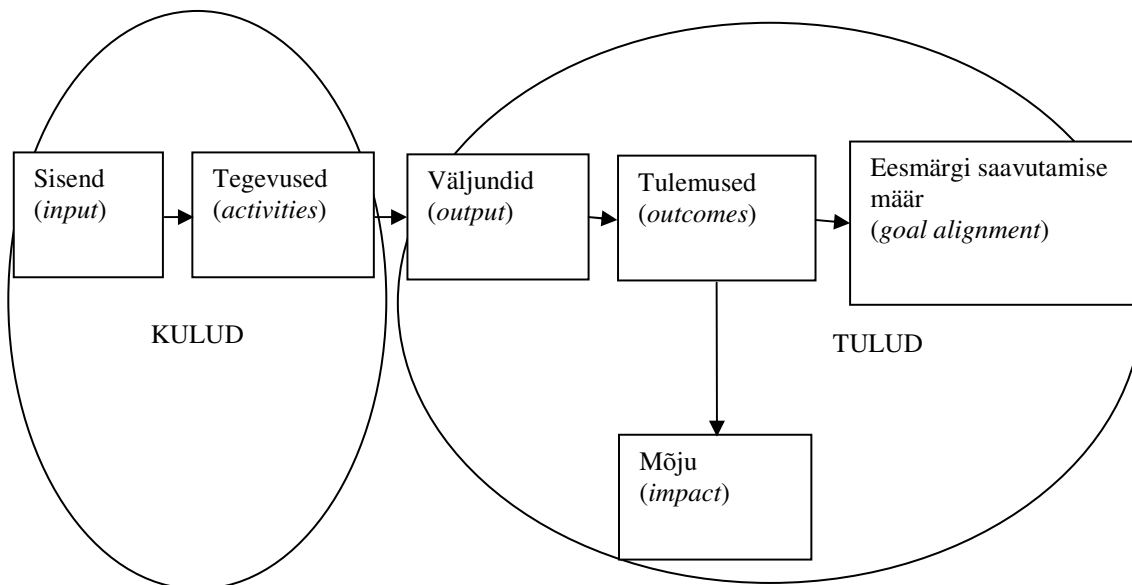 Sisend
(input)
Tegevused
(activities)
Väljundid
(output)
Tulemused
(outcomes)
Eesmärgi saavutamise
määr
(goal alignment)
KULUD
TULUD
Mõju
(impact)